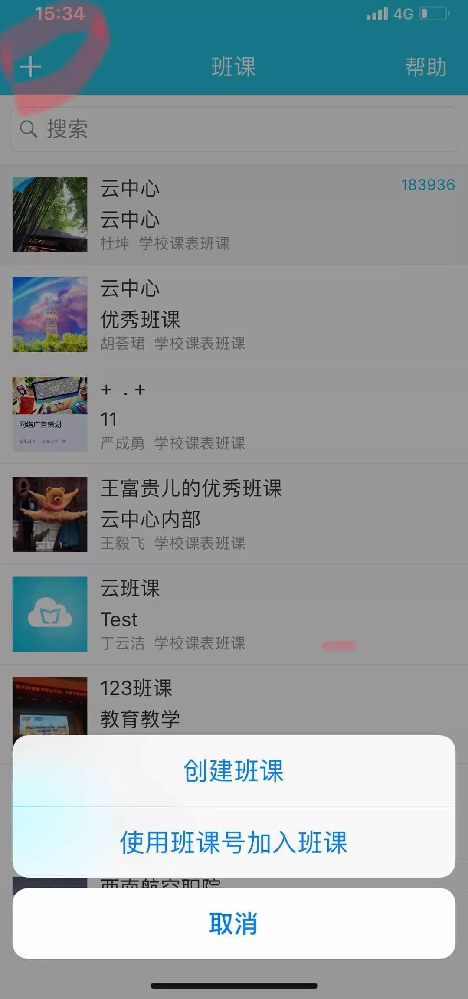 15:34
4G
班课
帮助
搜索
云中心
183936
云中心
杜坤 学校课表班课
云中心
优秀班课
胡荟珺 学校课表班课
+ . +
网络广告策划
11
严成勇 学校课表班课
王富贵儿的优秀班课
云中心内部
王毅飞 学校课表班课
云班课
Test
丁云洁 学校课表班课
123班课
教育教学
创建班课
使用班课号加入班课
西南航空职院
取消